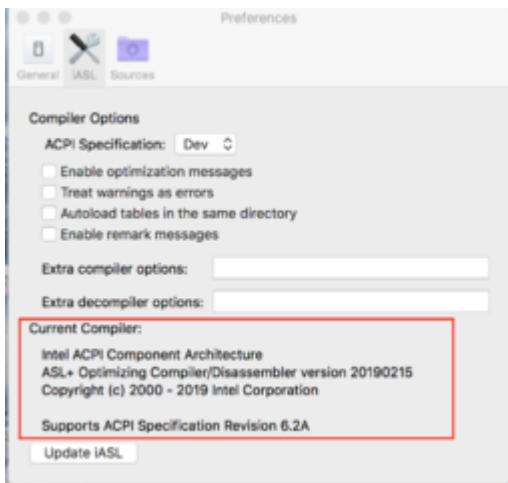 Preferences
General iASL Sources
Compiler Options
ACPI Specification: Dev
Enable optimization messages
Treat warnings as errors
Autoload tables in the same directory
Enable remark messages
Extra compiler options:
Extra decompiler options:
Current Compiler:
Intel ACPI Component Architecture
ASL+ Optimizing Compiler/Disassembler version 20190215
Copyright (c) 2000 - 2019 Intel Corporation
Supports ACPI Specification Revision 6.2A
Update iASL